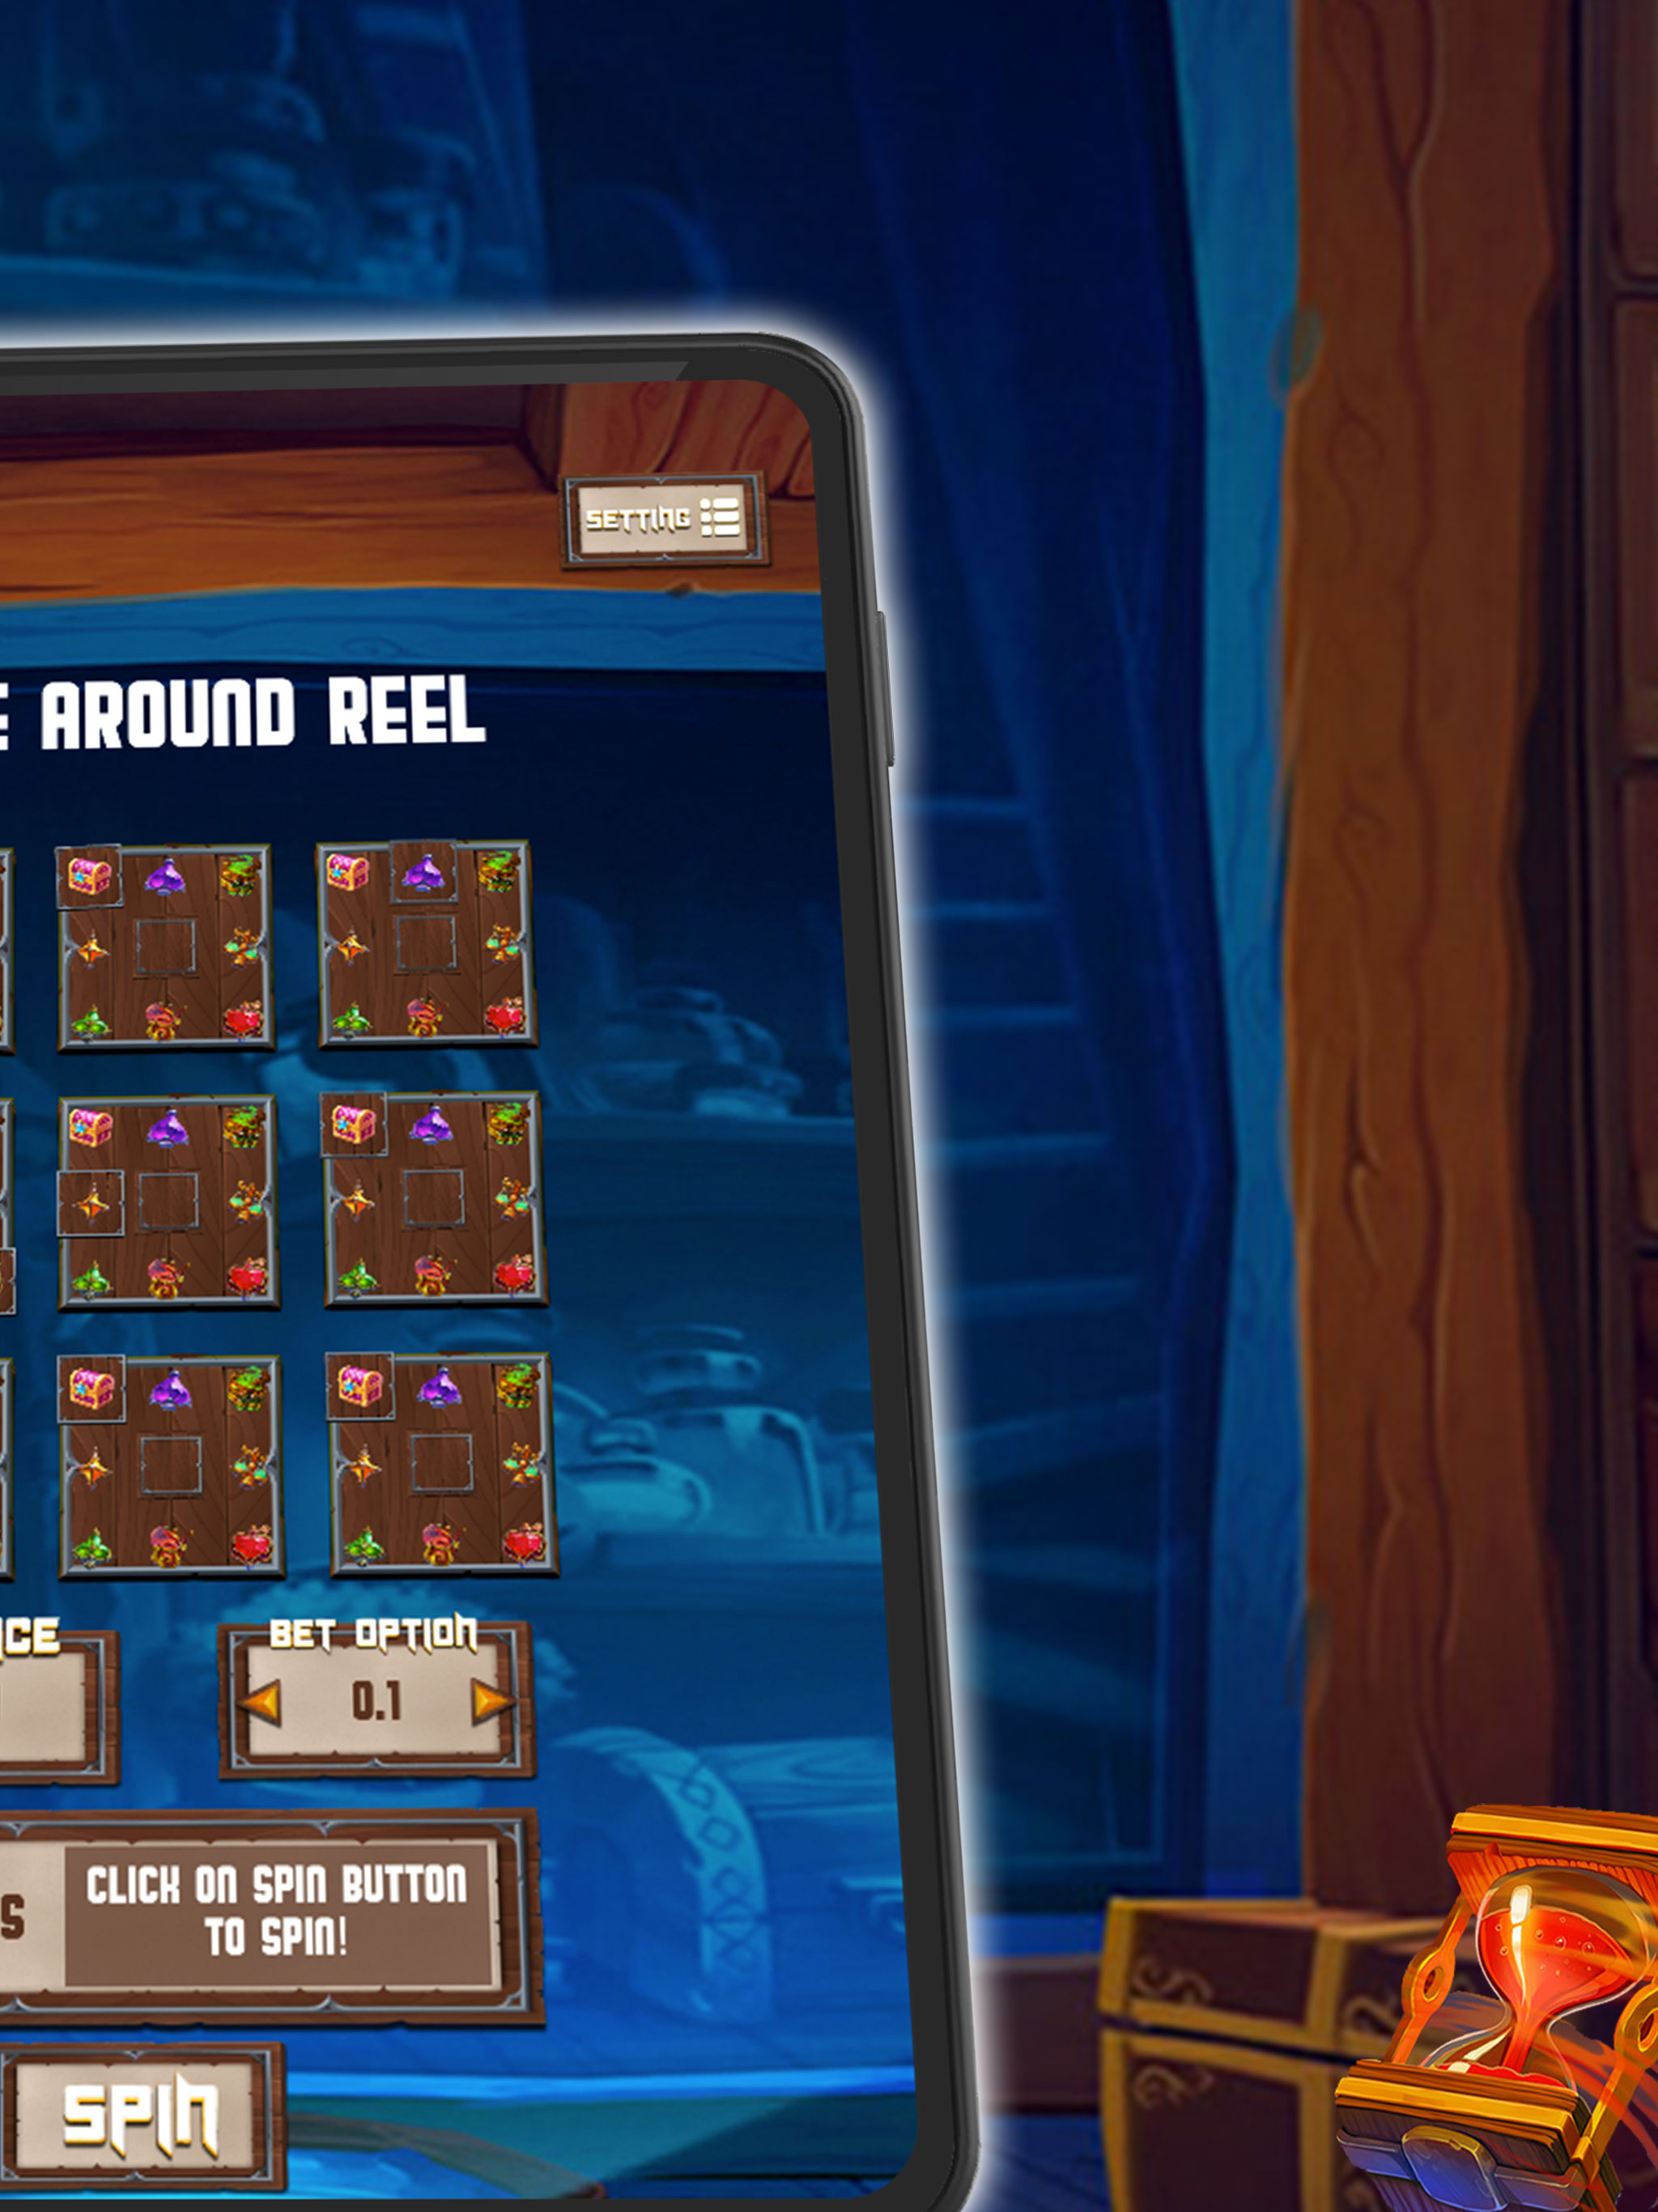 SETTING
E AROUND REEL
CE
BET OPTION
0.1
S
CLICK ON SPIN BUTTON
TO SPIN!
SPIN